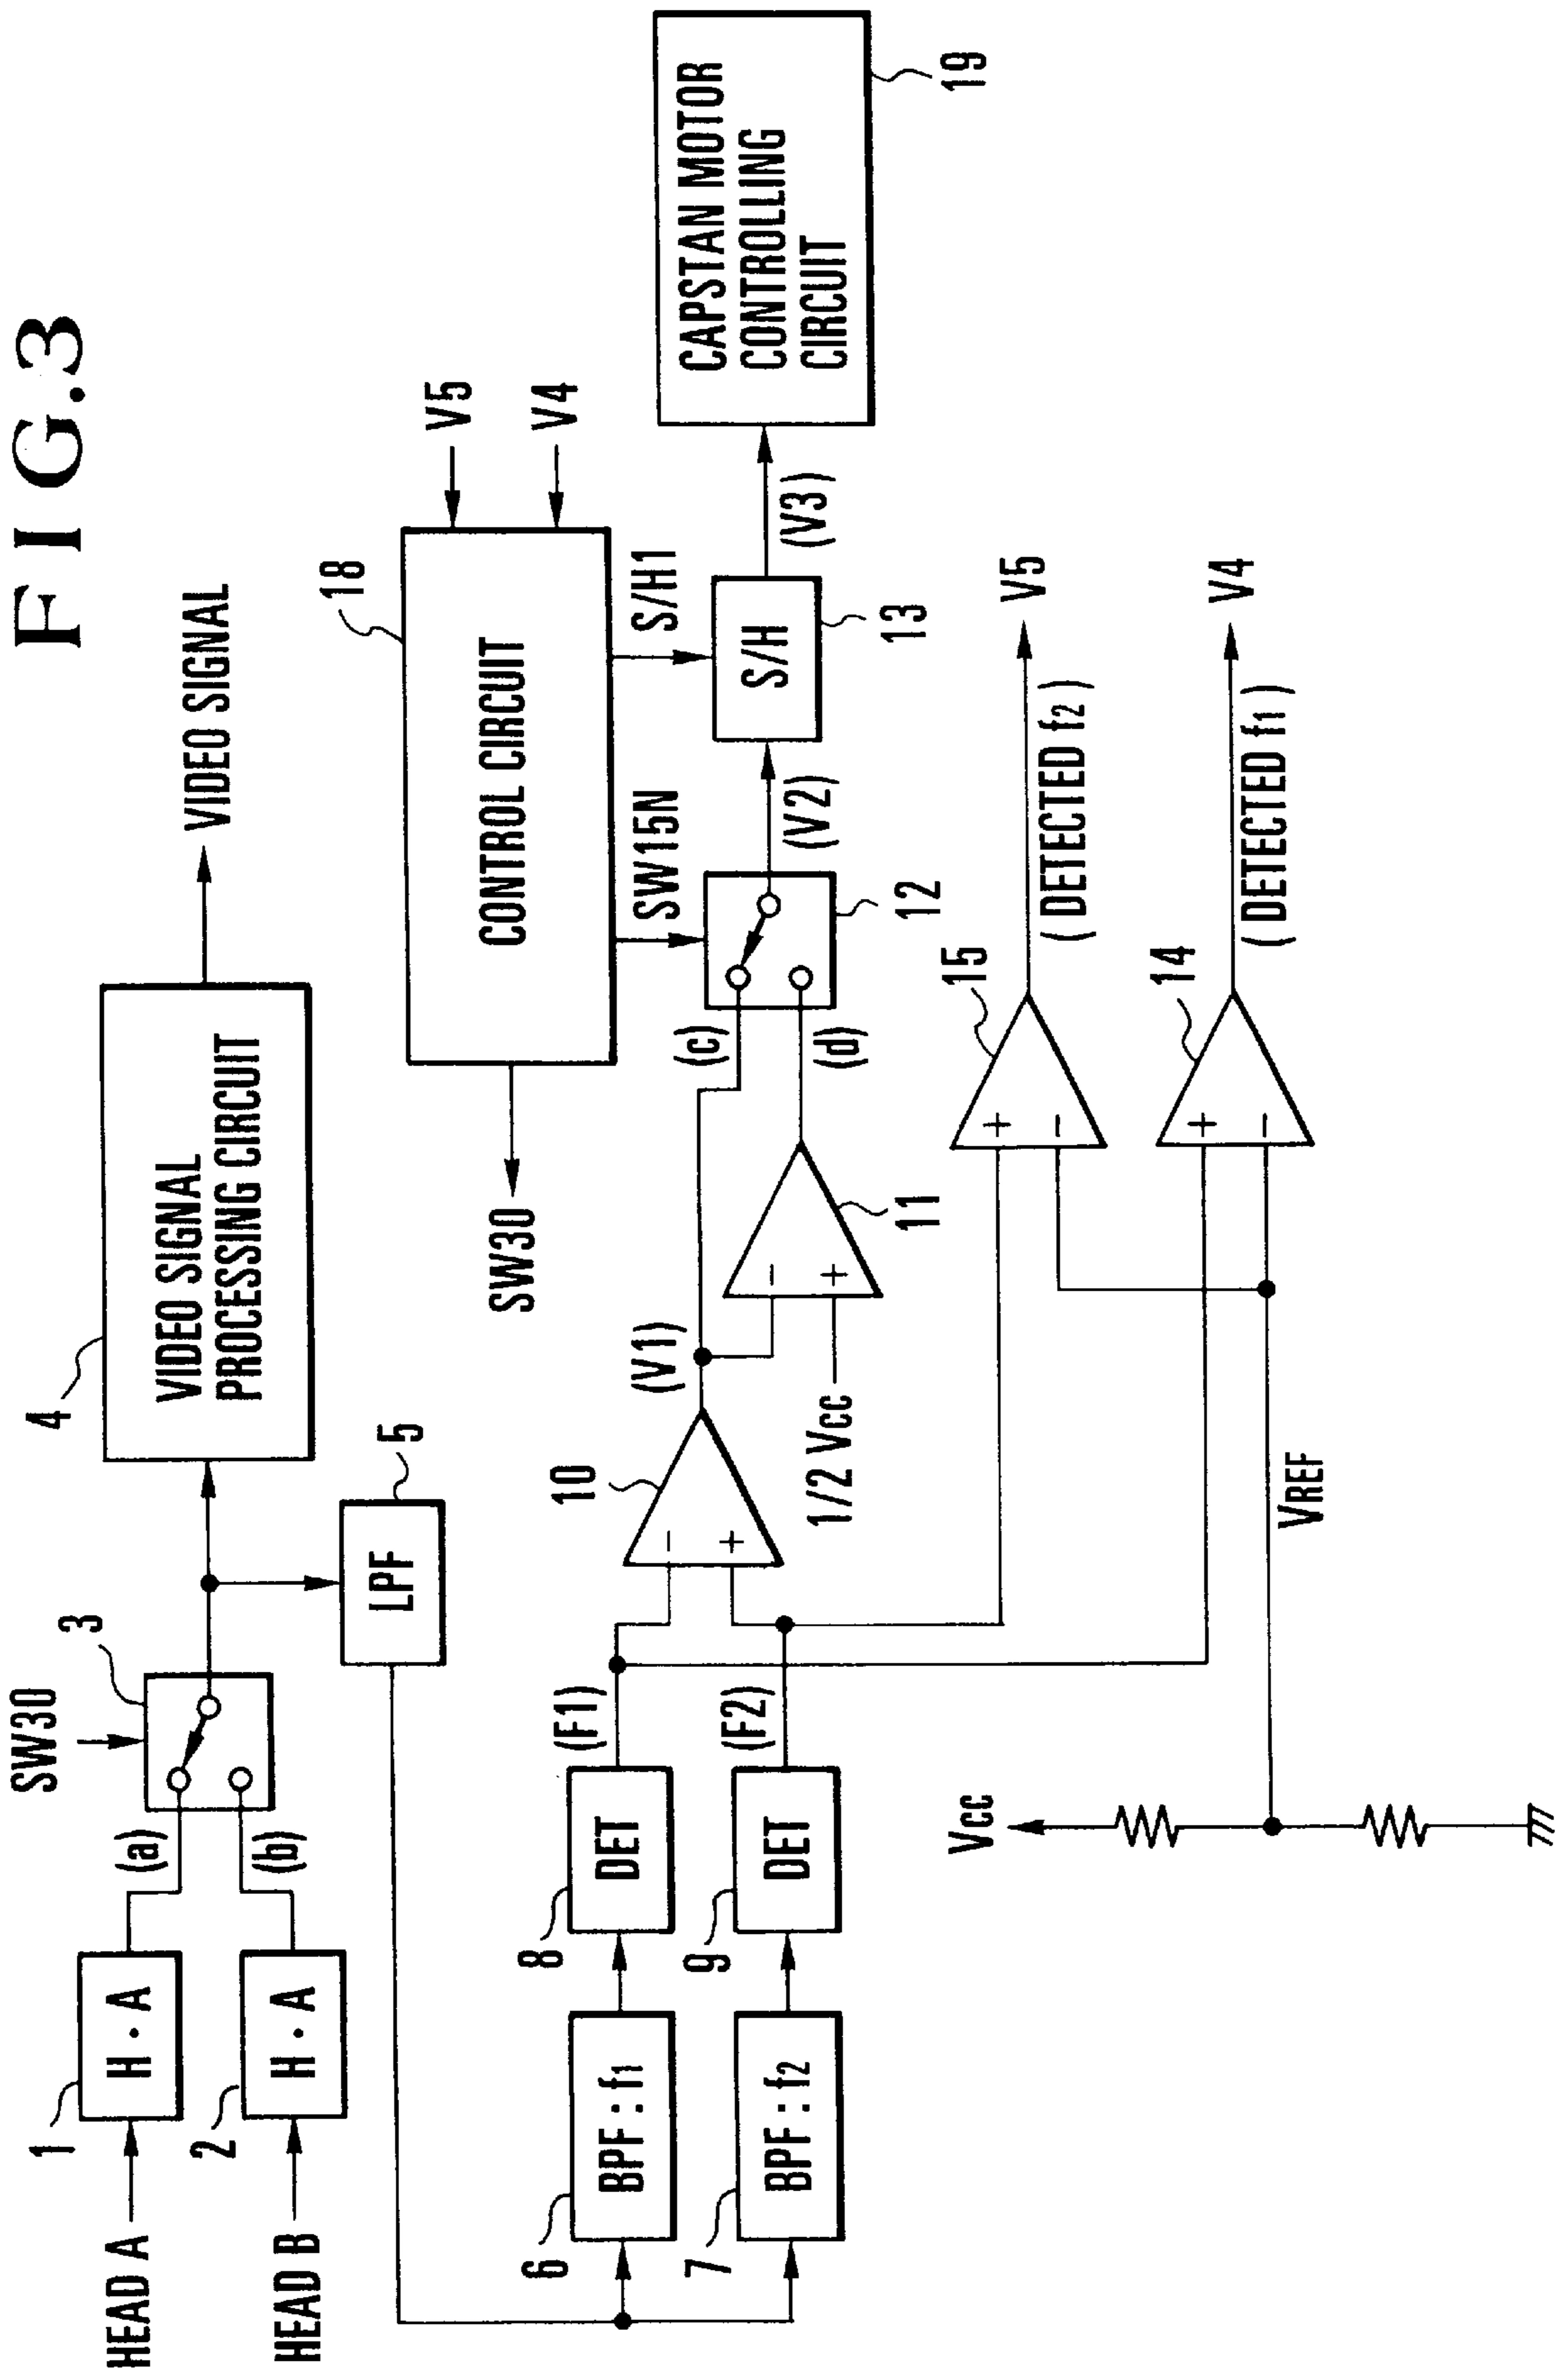 FIG.3
HEAD A
HEAD B
1
H·A
2
H·A
(a)
(b)
SW30
3
4
VIDEO SIGNAL
PROCESSING CIRCUIT
VIDEO SIGNAL
LPF
5
18
CONTROL CIRCUIT
V5
V4
SW30
SW15N
S/H1
6
BPF : f1
7
BPF : f2
8
DET
9
DET
(F1)
(F2)
10
-
+
(V1)
1/2 VCC
-
+
11
(c)
(d)
12
(V2)
S/H
13
(V3)
CAPSTAN MOTOR
CONTROLLING
CIRCUIT
19
15
+
-
V5
(DETECTED f2)
14
+
-
V4
(DETECTED f1)
VCC
VREF